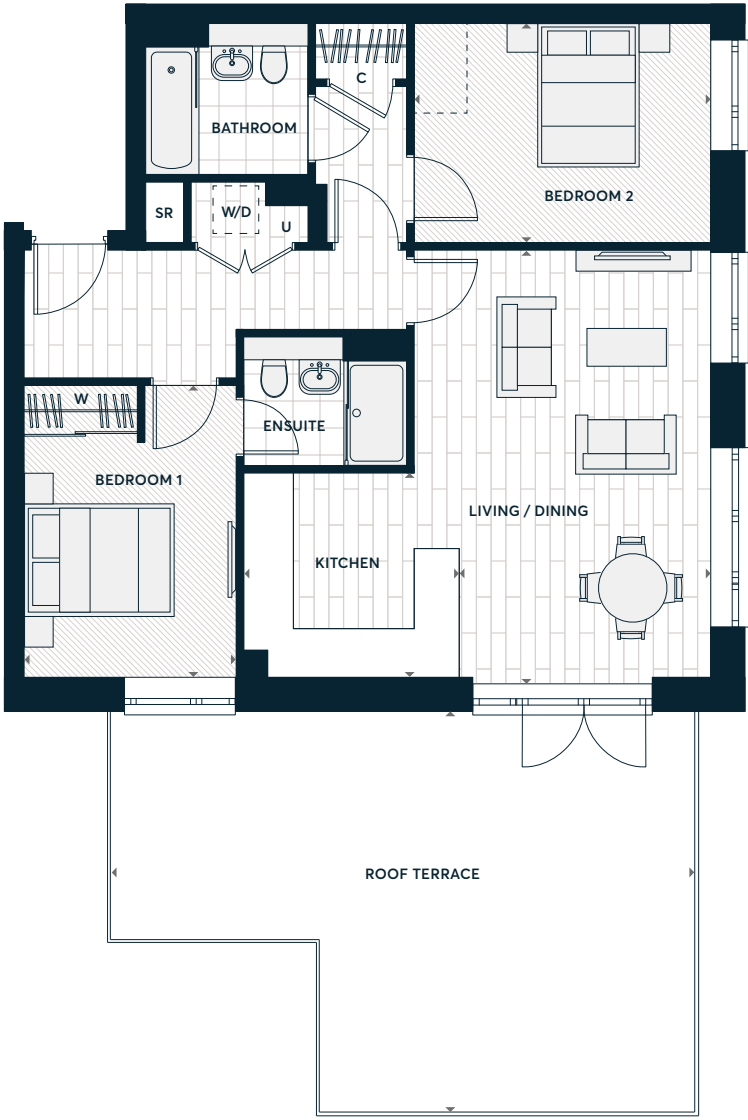 C
BATHROOM
BEDROOM 2
SR
W/D
U
W
ENSUITE
BEDROOM 1
LIVING / DINING
KITCHEN
ROOF TERRACE